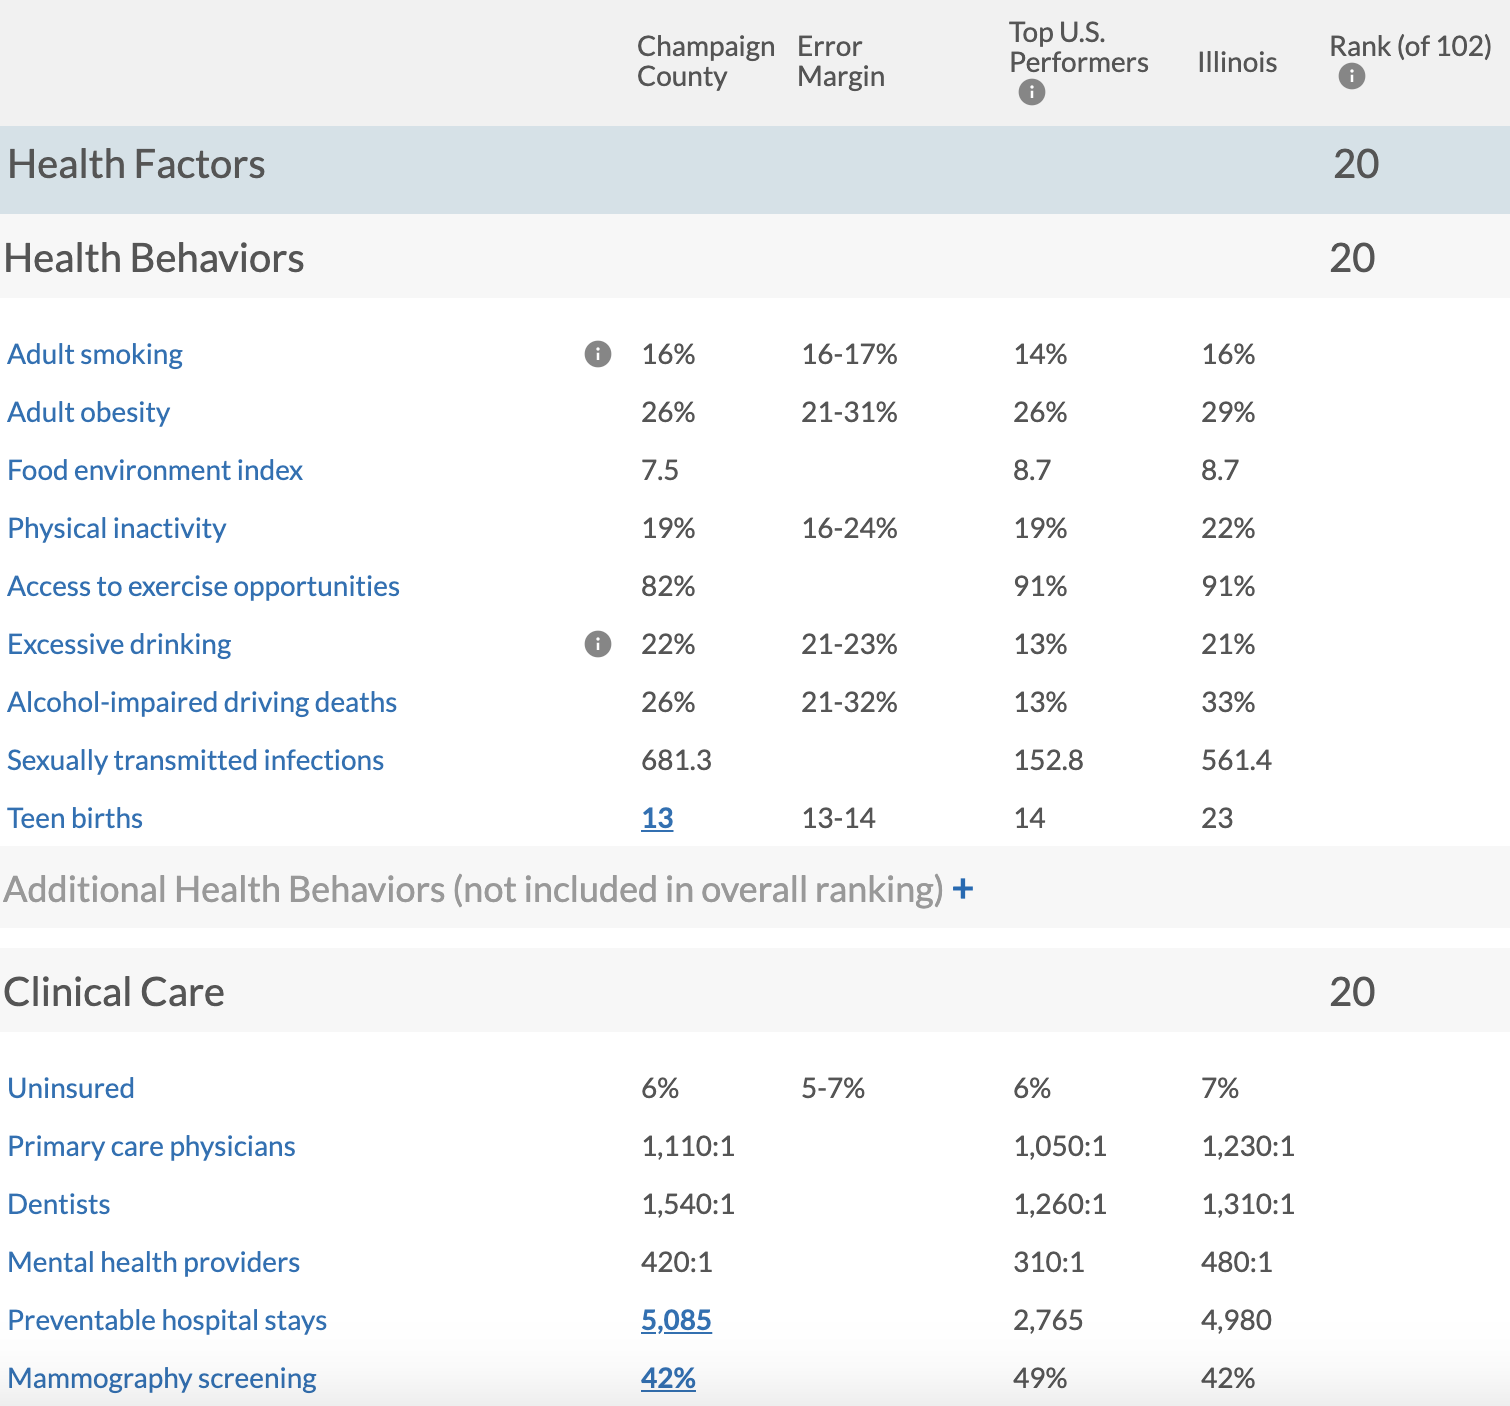 Champaign County Error Margin Top U.S. Performers Illinois Rank (of 102)
Health Factors 20
Health Behaviors 20
Adult smoking 16% 16-17% 14% 16%
Adult obesity 26% 21-31% 26% 29%
Food environment index 7.5 8.7 8.7
Physical inactivity 19% 16-24% 19% 22%
Access to exercise opportunities 82% 91% 91%
Excessive drinking 22% 21-23% 13% 21%
Alcohol-impaired driving deaths 26% 21-32% 13% 33%
Sexually transmitted infections 681.3 152.8 561.4
Teen births 13 13-14 14 23
Additional Health Behaviors (not included in overall ranking) +
Clinical Care 20
Uninsured 6% 5-7% 6% 7%
Primary care physicians 1,110:1 1,050:1 1,230:1
Dentists 1,540:1 1,260:1 1,310:1
Mental health providers 420:1 310:1 480:1
Preventable hospital stays 5,085 2,765 4,980
Mammography screening 42% 49% 42%